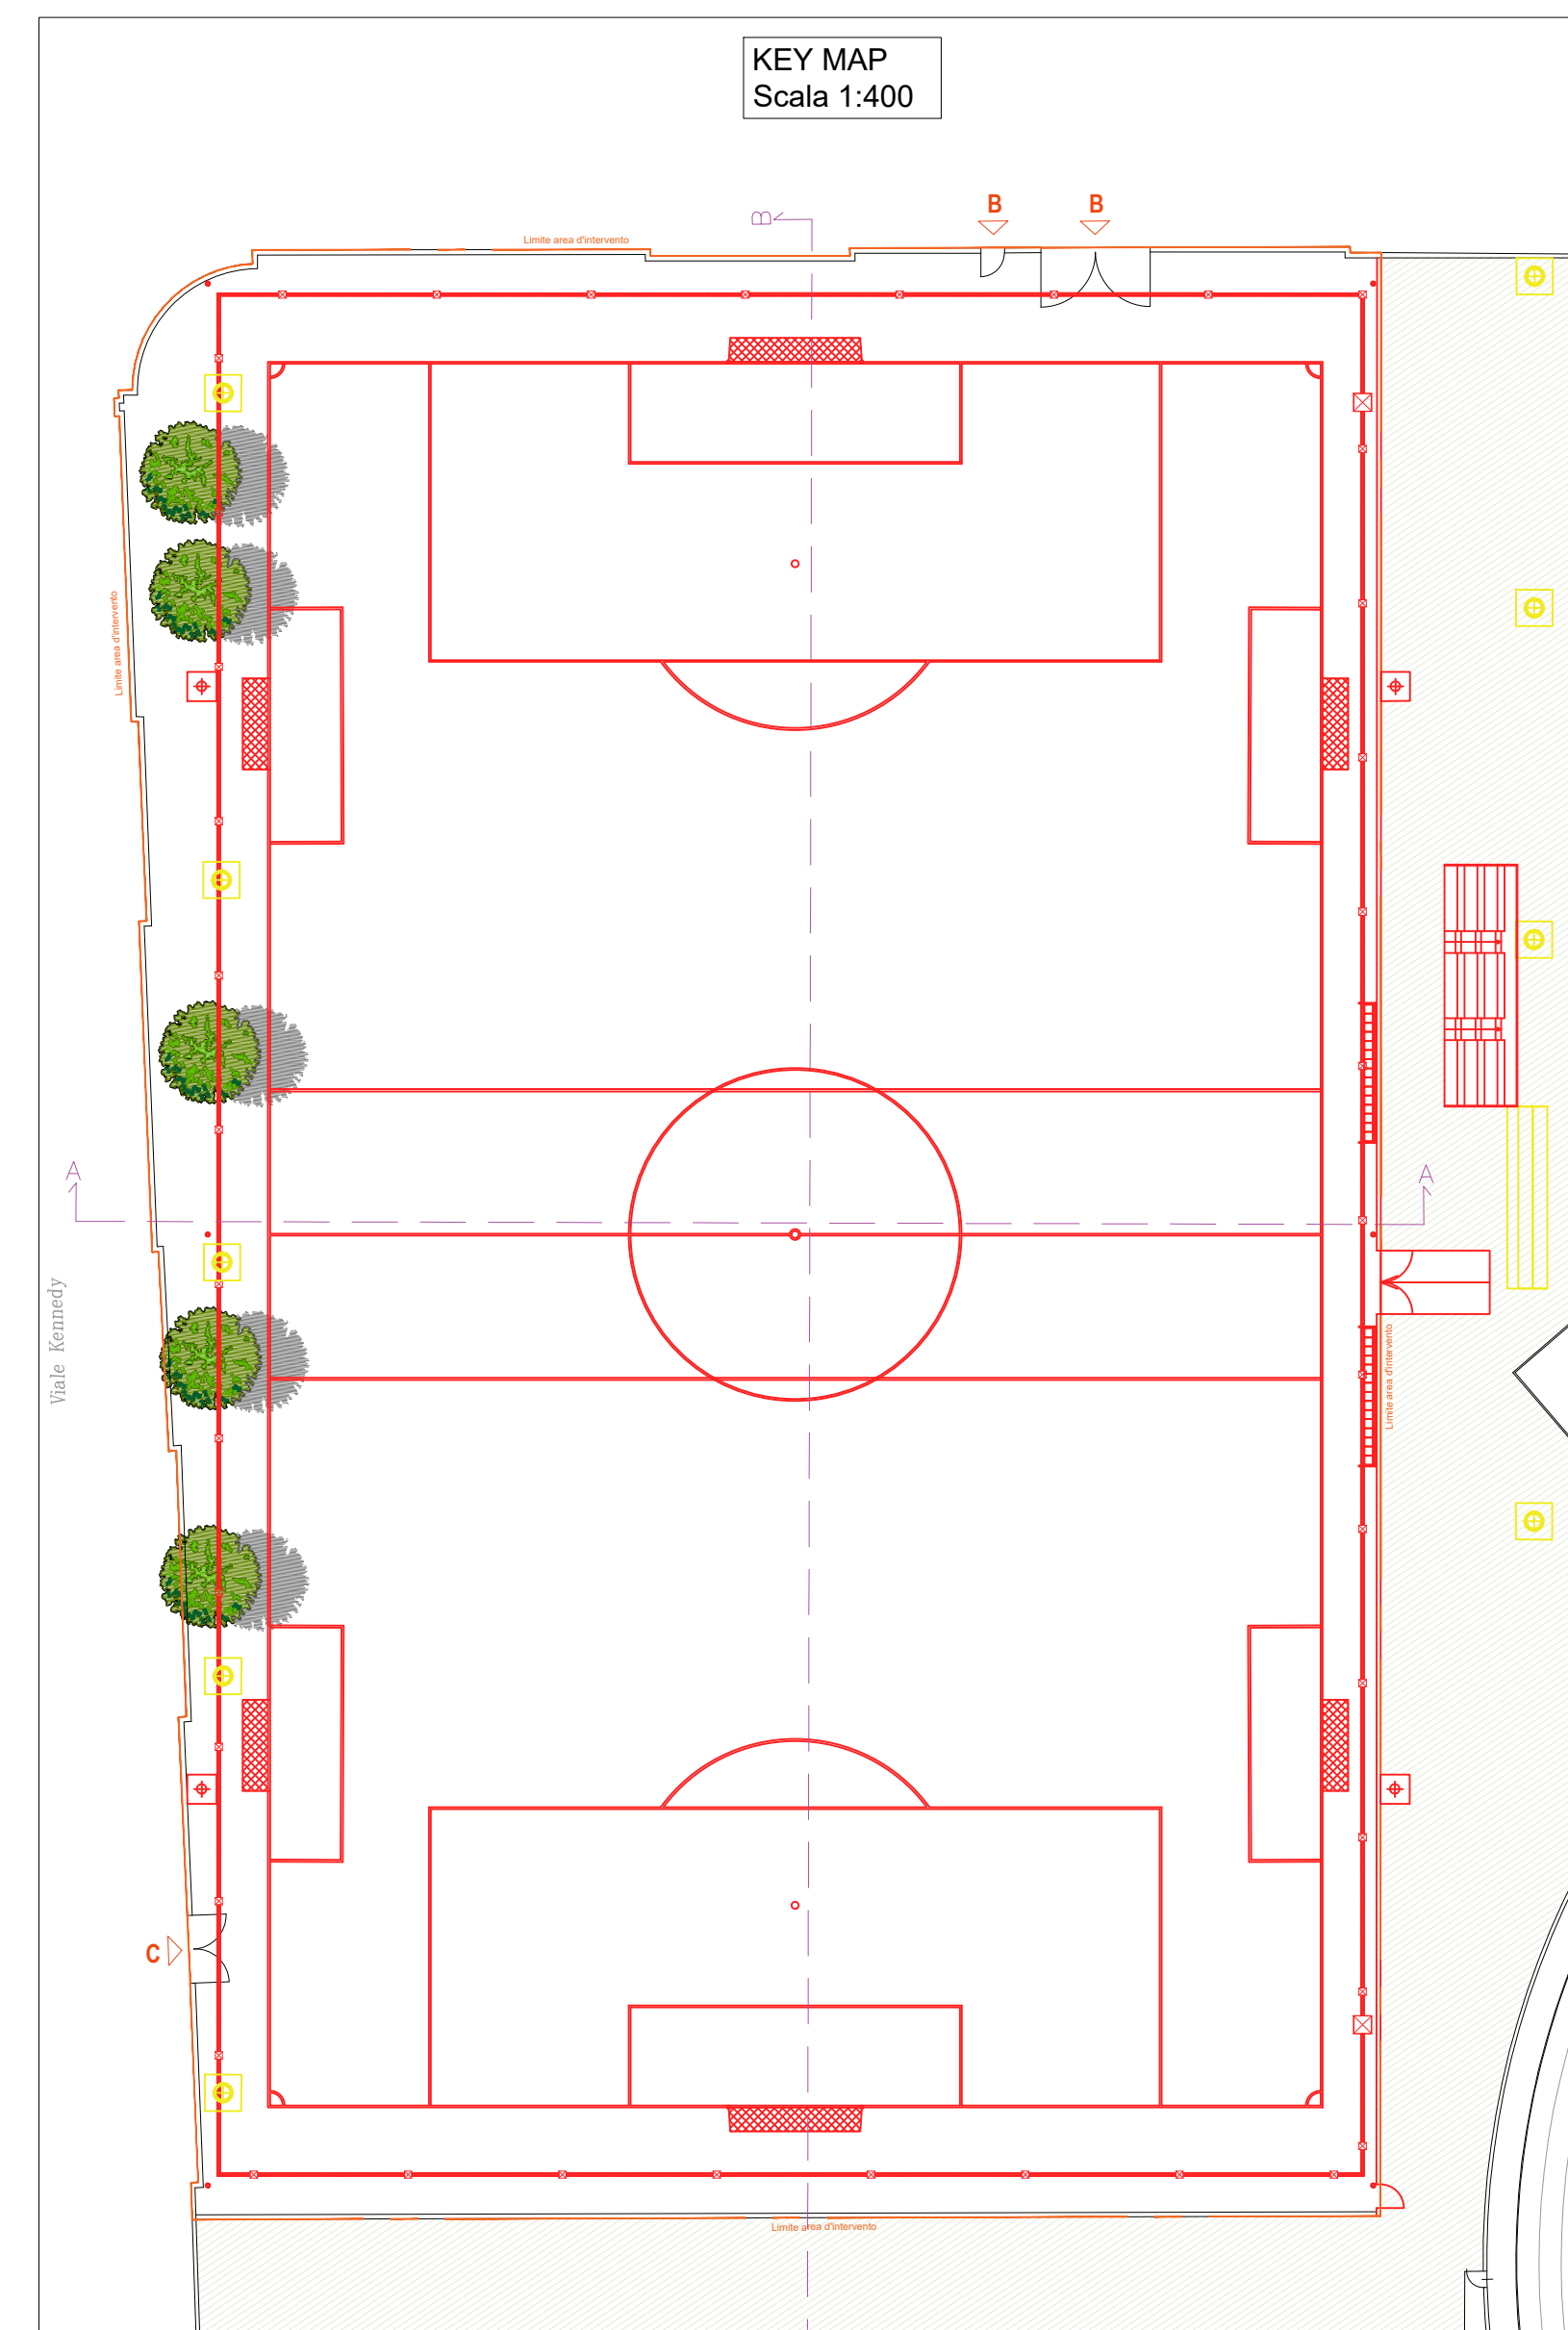 KEY MAP
Scala 1:400
B
B
B
Limite area d'intervento
Limite area d'intervento
A
A
Viale Kennedy
Limite area d'intervento
C
Limite area d'intervento